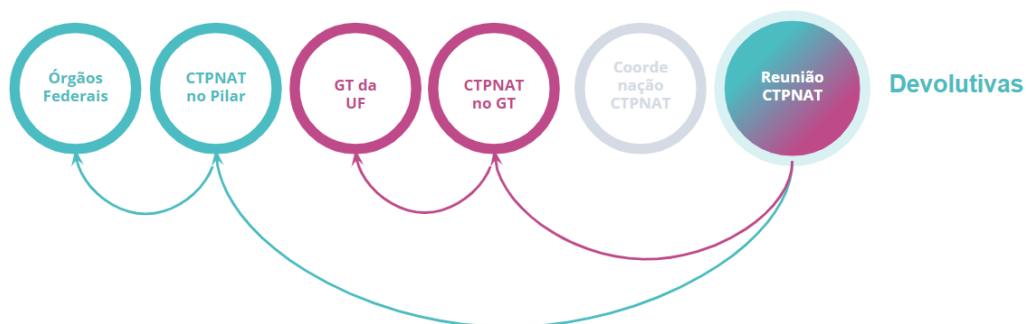 Órgãos
Federais
CTPNAT
no Pilar
GT da
UF
CTPNAT
no GT
Coorde
nação
CTPNAT
Reunião
CTPNAT
Devolutivas